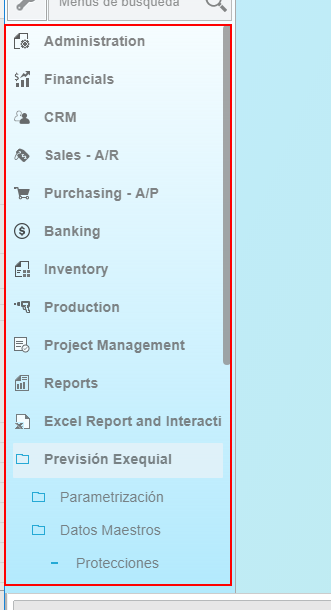 Menús de búsqueda
Administration
Financials
CRM
Sales - A/R
Purchasing - A/P
$ Banking
Inventory
Production
Project Management
Reports
Excel Report and Interacti
Previsión Exequial
Parametrización
Datos Maestros
Protecciones